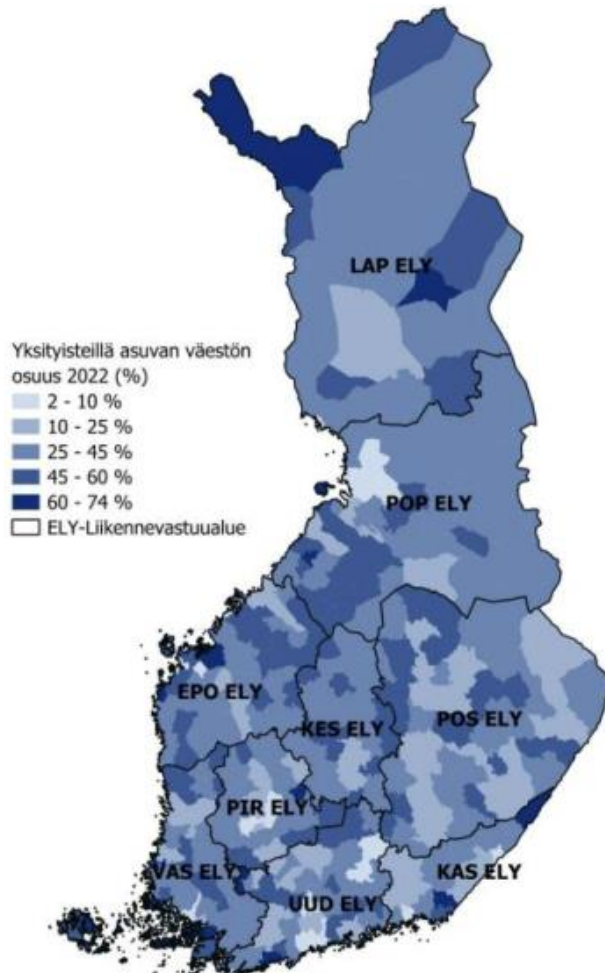 LAP ELY
Yksityisteillä asuvan väestön
osuus 2022 (%)
2 - 10 %
10 - 25 %
25 - 45 %
45 - 60 %
60 - 74 %
ELY-Liikennevastuualue
POP ELY
EPO ELY
KES ELY
POS ELY
PIR ELY
VAS ELY
UUD ELY
KAS ELY